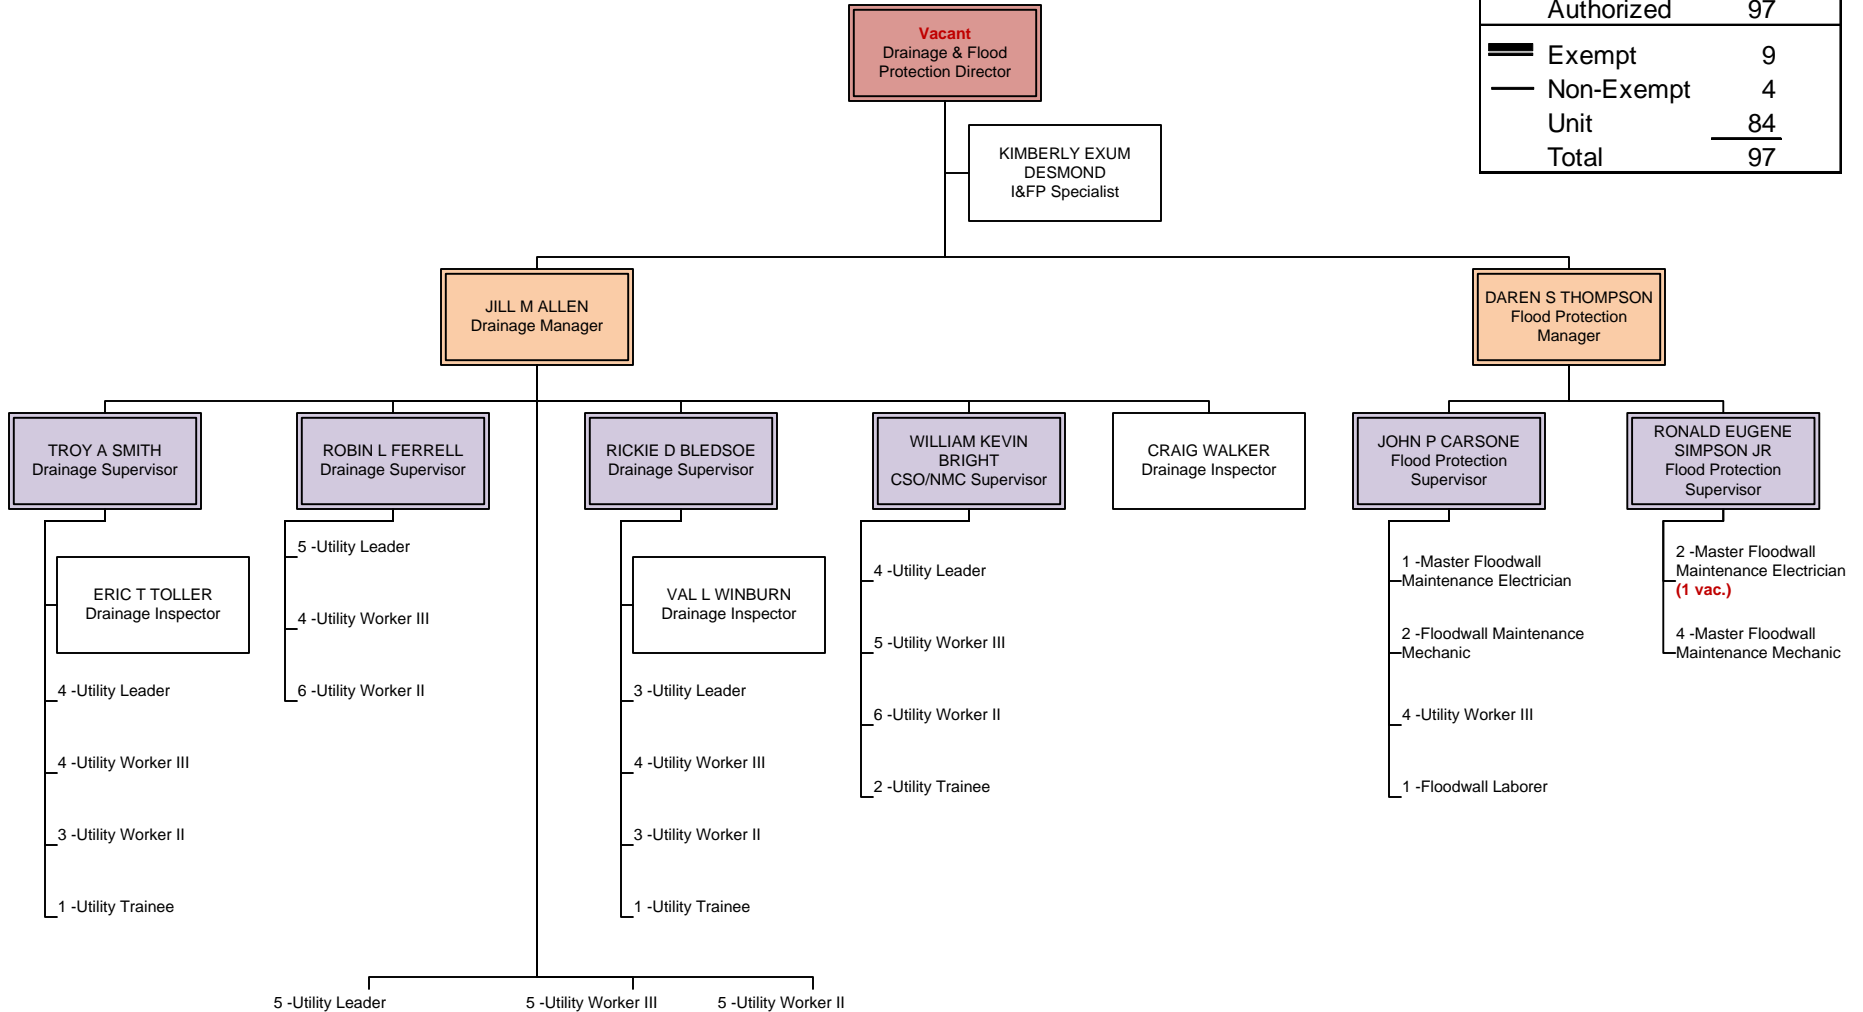 Authorized 97
Exempt 9
Non-Exempt 4
Unit 84
Total 97
Vacant
Drainage & Flood
Protection Director
KIMBERLY EXUM
DESMOND
I&FP Specialist
JILL M ALLEN
Drainage Manager
DAREN S THOMPSON
Flood Protection
Manager
TROY A SMITH
Drainage Supervisor
ROBIN L FERRELL
Drainage Supervisor
RICKIE D BLEDSOE
Drainage Supervisor
WILLIAM KEVIN
BRIGHT
CSO/NMC Supervisor
CRAIG WALKER
Drainage Inspector
JOHN P CARSONE
Flood Protection
Supervisor
RONALD EUGENE
SIMPSON JR
Flood Protection
Supervisor
ERIC T TOLLER
Drainage Inspector
4 -Utility Leader
4 -Utility Worker III
3 -Utility Worker II
1 -Utility Trainee
5 -Utility Leader
4 -Utility Worker III
6 -Utility Worker II
VAL L WINBURN
Drainage Inspector
3 -Utility Leader
4 -Utility Worker III
3 -Utility Worker II
1 -Utility Trainee
4 -Utility Leader
5 -Utility Worker III
6 -Utility Worker II
2 -Utility Trainee
1 -Master Floodwall
Maintenance Electrician
2 -Floodwall Maintenance
Mechanic
4 -Utility Worker III
1 -Floodwall Laborer
2 -Master Floodwall
Maintenance Electrician
(1 vac.)
4 -Master Floodwall
Maintenance Mechanic
5 -Utility Leader
5 -Utility Worker III
5 -Utility Worker II